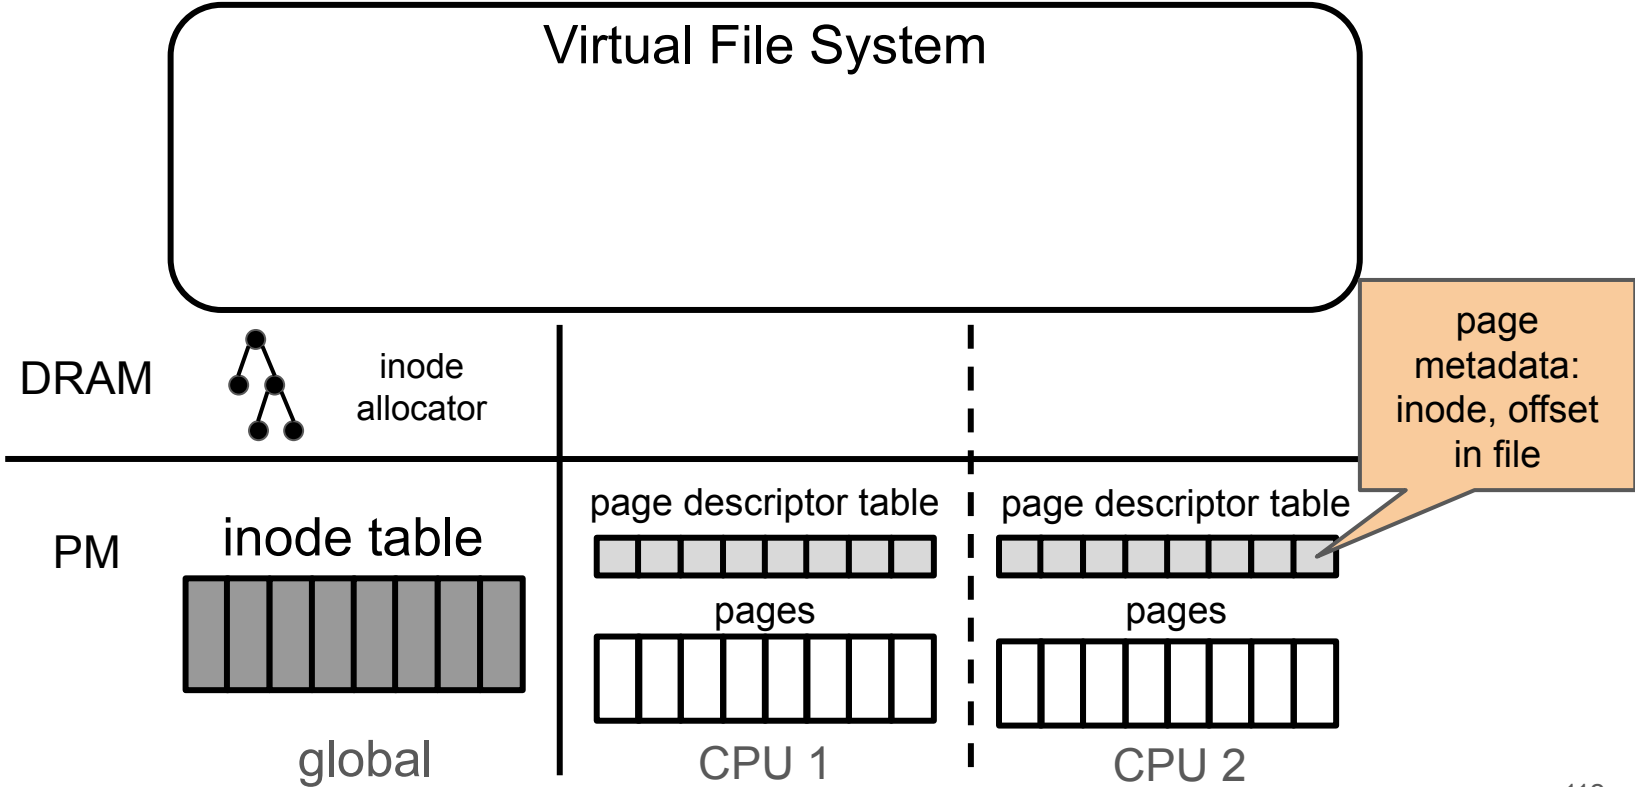 Virtual File System
DRAM
inode
allocator
page
metadata:
inode, offset
in file
PM
inode table
page descriptor table
page descriptor table
pages
pages
global
CPU 1
CPU 2